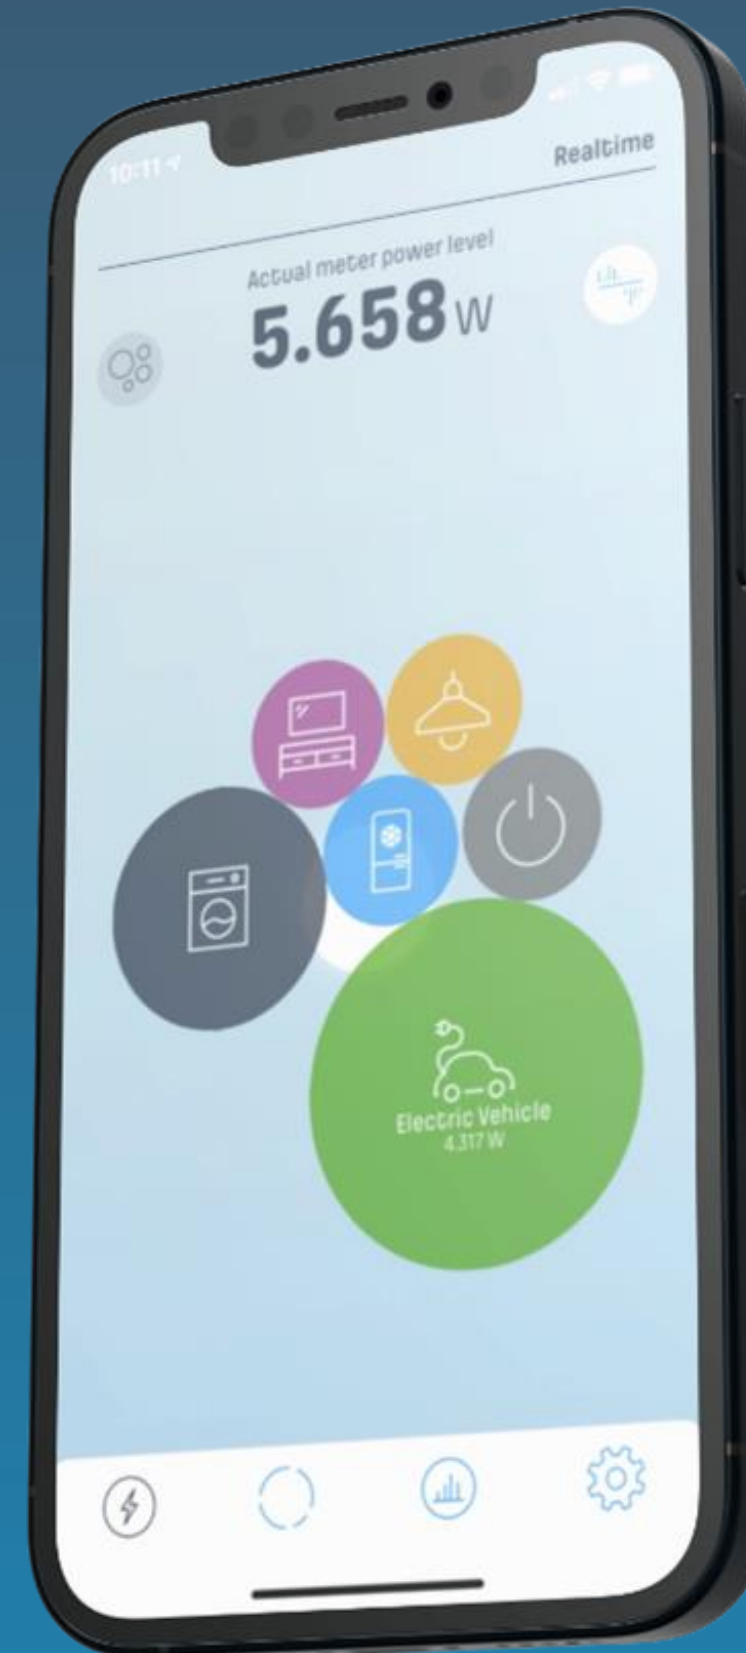 10:11
Realtime
Actual meter power level
5.658 W
Electric Vehicle
4.317 W